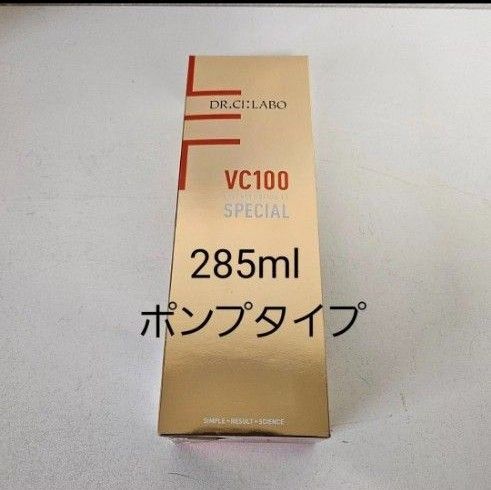 DR.CI:LABO
VC100
SPECIAL
285ml
ポンプタイプ
SIMPLE・RESULT・SCIENCE